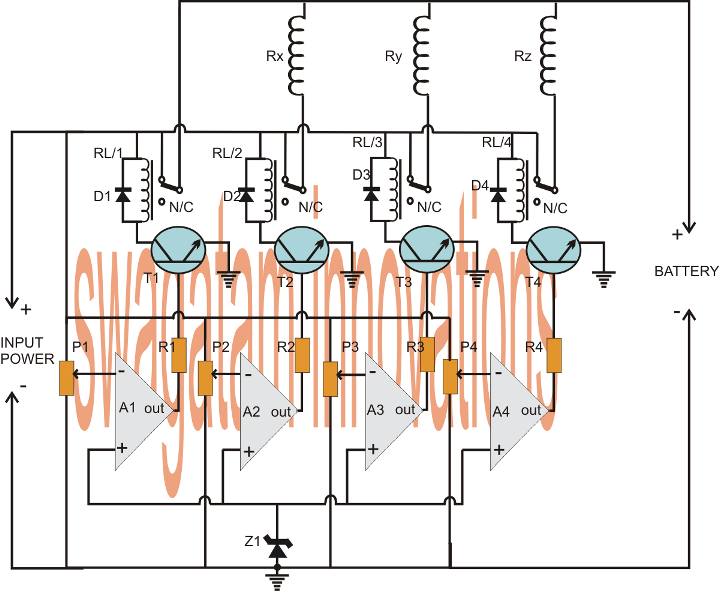 Rx Ry Rz
RL/1 RL/2 RL/3 RL/4
D1 D2 D3 D4
N/C N/C N/C N/C
+
BATTERY
-
T1 T2 T3 T4
swagatam innovations
+
INPUT
POWER
-
P1 R1 P2 R2 P3 R3 P4 R4
- - - -
A1 out A2 out A3 out A4 out
+ + + +
Z1